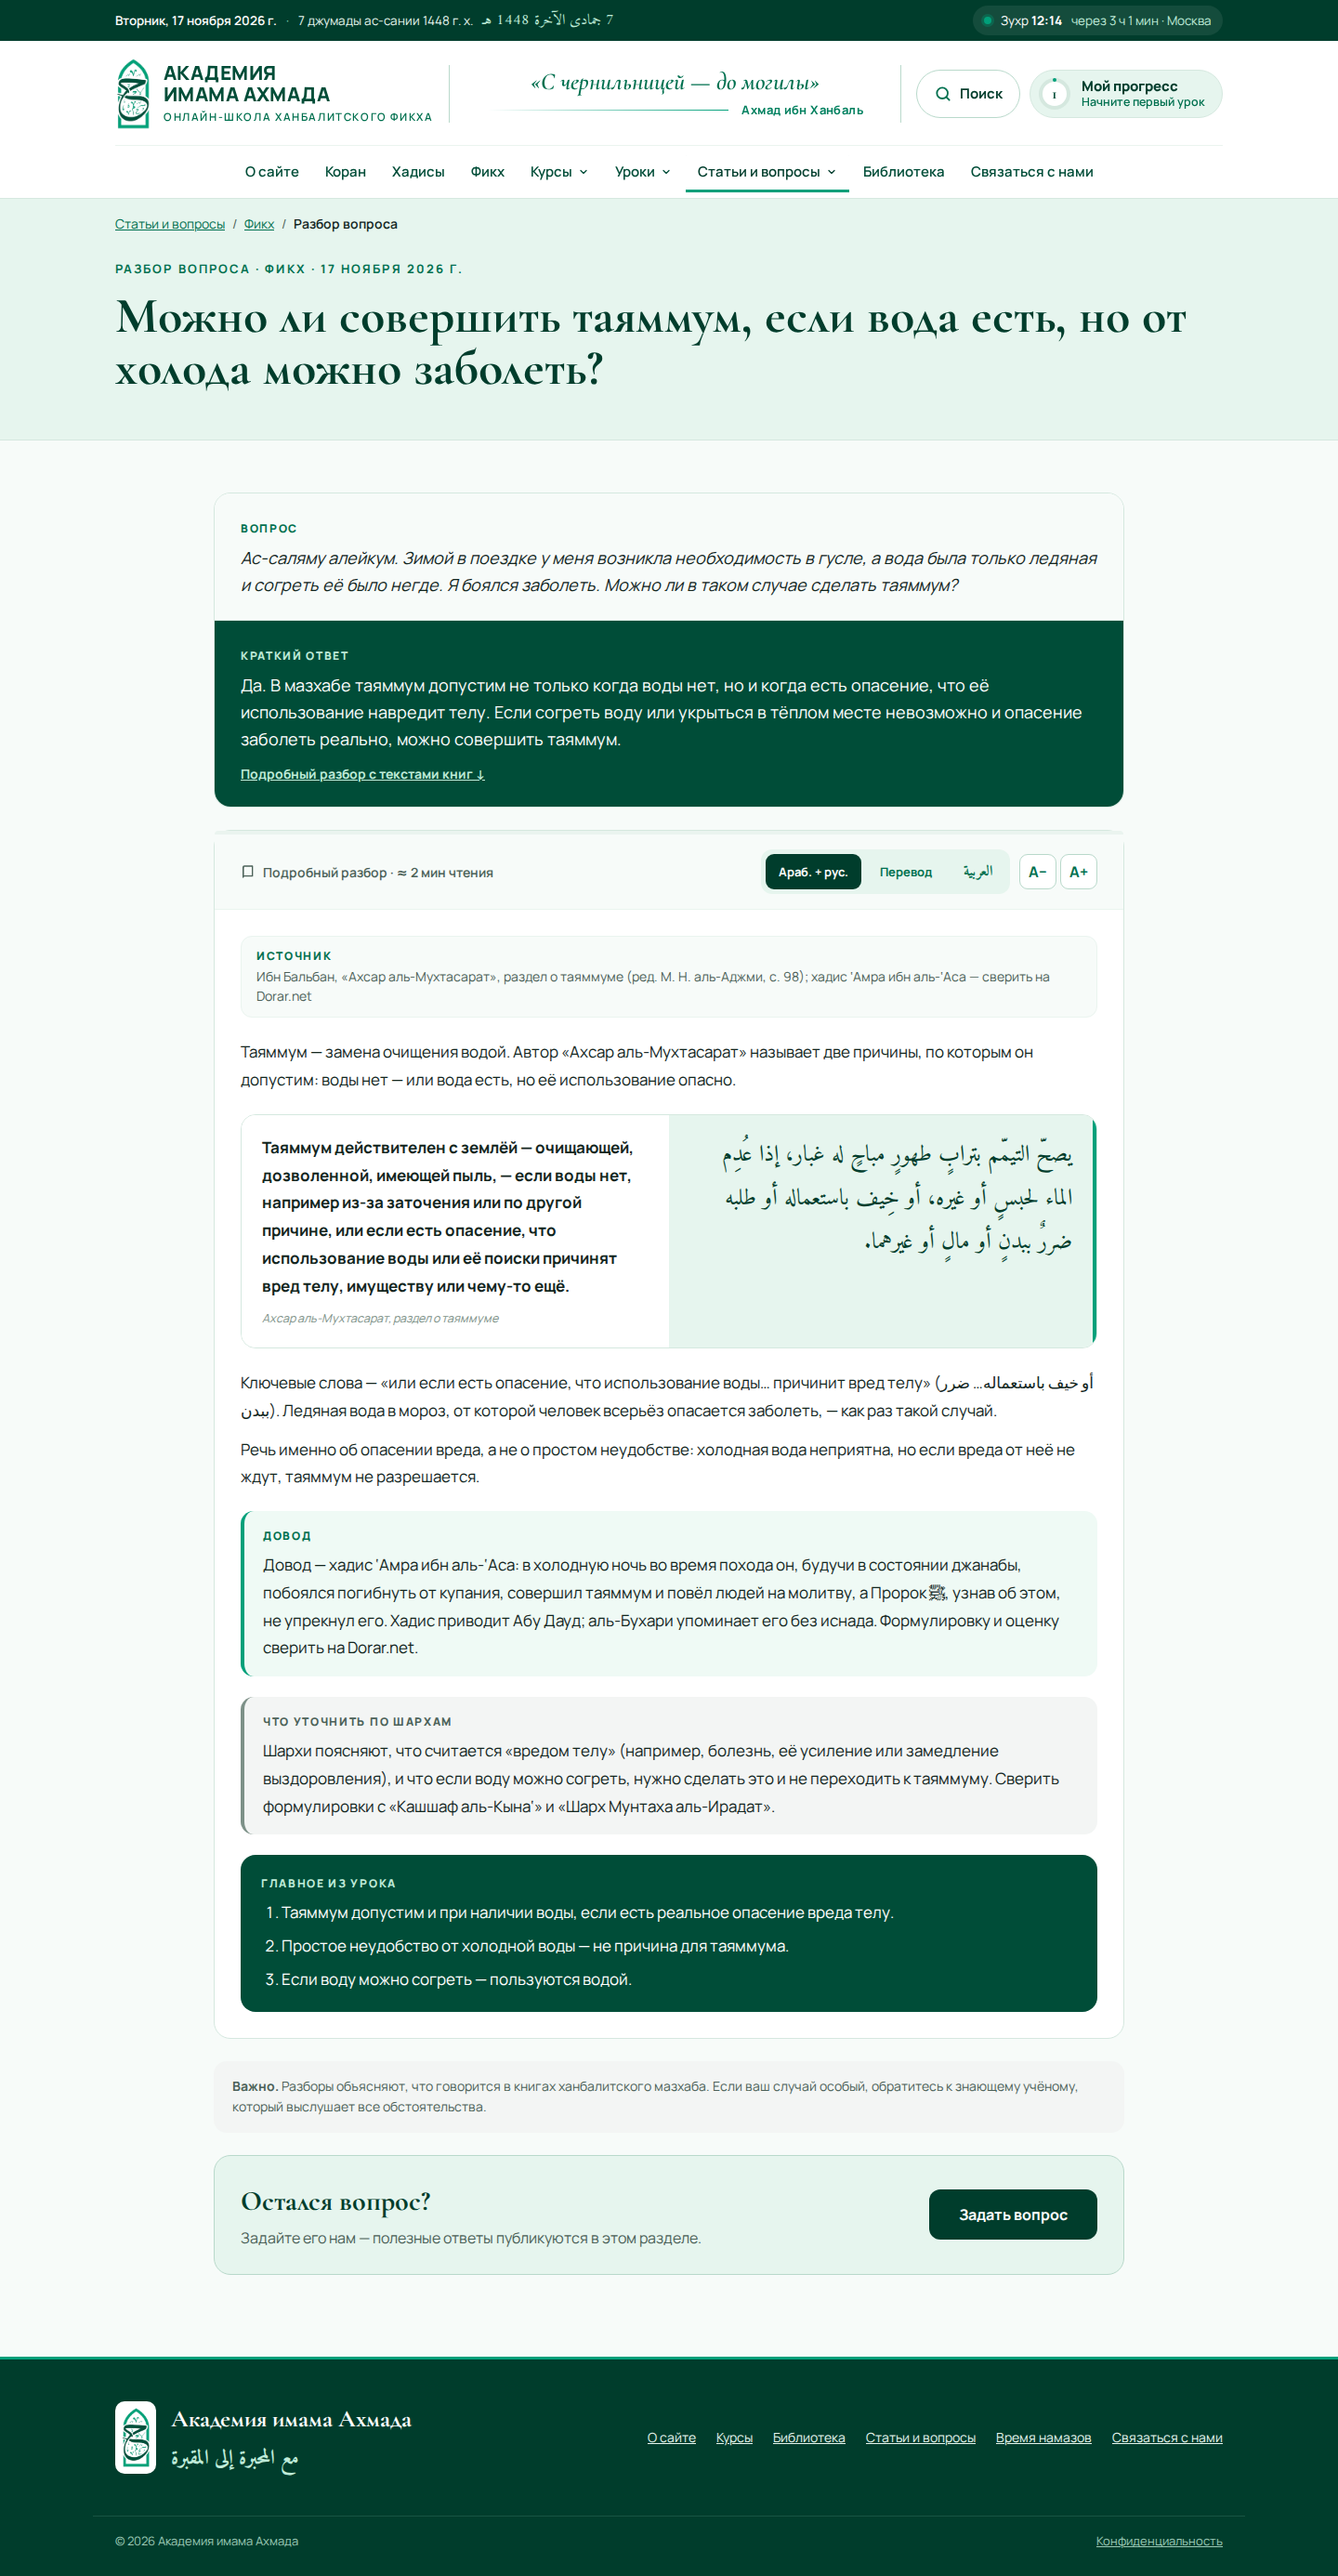 Вторник, 17 ноября 2026 г. · 7 джумады ас-сании 1448 г. х. 7 جمادى الآخرة 1448 هـ
Зухр 12:14 через 3 ч 1 мин · Москва
АКАДЕМИЯ
ИМАМА АХМАДА
ОНЛАЙН-ШКОЛА ХАНБАЛИТСКОГО ФИКХА
«С чернильницей — до могилы»
Ахмад ибн Ханбаль
Поиск
1
Мой прогресс
Начните первый урок
О сайте Коран Хадисы Фикх Курсы Уроки Статьи и вопросы Библиотека Связаться с нами
Статьи и вопросы / Фикх / Разбор вопроса
РАЗБОР ВОПРОСА · ФИКХ · 17 НОЯБРЯ 2026 Г.
Можно ли совершить таяммум, если вода есть, но от
холода можно заболеть?
ВОПРОС
Ас-саляму алейкум. Зимой в поездке у меня возникла необходимость в гусле, а вода была только ледяная
и согреть её было негде. Я боялся заболеть. Можно ли в таком случае сделать таяммум?
КРАТКИЙ ОТВЕТ
Да. В мазхабе таяммум допустим не только когда воды нет, но и когда есть опасение, что её
использование навредит телу. Если согреть воду или укрыться в тёплом месте невозможно и опасение
заболеть реально, можно совершить таяммум.
Подробный разбор с текстами книг ↓
Подробный разбор · ≈ 2 мин чтения
Араб. + рус. Перевод العربية A− A+
ИСТОЧНИК
Ибн Бальбан, «Ахсар аль-Мухтасарат», раздел о таяммуме (ред. М. Н. аль-Аджми, с. 98); хадис ‘Амра ибн аль-‘Аса — сверить на
Dorar.net
Таяммум — замена очищения водой. Автор «Ахсар аль-Мухтасарат» называет две причины, по которым он
допустим: воды нет — или вода есть, но её использование опасно.
Таяммум действителен с землёй — очищающей,
дозволенной, имеющей пыль, — если воды нет,
например из-за заточения или по другой
причине, или если есть опасение, что
использование воды или её поиски причинят
вред телу, имуществу или чему-то ещё.
Ахсар аль-Мухтасарат, раздел о таяммуме
يصحّ التيمّم بترابٍ طهورٍ مباحٍ له غبار، إذا عُدِم
الماء لحبسٍ أو غيره، أو خِيف باستعماله أو طلبه
ضررٌ ببدنٍ أو مالٍ أو غيرهما.
Ключевые слова — «или если есть опасение, что использование воды… причинит вред телу» (أو خيف باستعماله… ضرر
ببدن). Ледяная вода в мороз, от которой человек всерьёз опасается заболеть, — как раз такой случай.
Речь именно об опасении вреда, а не о простом неудобстве: холодная вода неприятна, но если вреда от неё не
ждут, таяммум не разрешается.
ДОВОД
Довод — хадис ‘Амра ибн аль-‘Аса: в холодную ночь во время похода он, будучи в состоянии джанабы,
побоялся погибнуть от купания, совершил таяммум и повёл людей на молитву, а Пророк ﷺ, узнав об этом,
не упрекнул его. Хадис приводит Абу Дауд; аль-Бухари упоминает его без иснада. Формулировку и оценку
сверить на Dorar.net.
ЧТО УТОЧНИТЬ ПО ШАРХАМ
Шархи поясняют, что считается «вредом телу» (например, болезнь, её усиление или замедление
выздоровления), и что если воду можно согреть, нужно сделать это и не переходить к таяммуму. Сверить
формулировки с «Кашшаф аль-Кына‘» и «Шарх Мунтаха аль-Ирадат».
ГЛАВНОЕ ИЗ УРОКА
1. Таяммум допустим и при наличии воды, если есть реальное опасение вреда телу.
2. Простое неудобство от холодной воды — не причина для таяммума.
3. Если воду можно согреть — пользуются водой.
Важно. Разборы объясняют, что говорится в книгах ханбалитского мазхаба. Если ваш случай особый, обратитесь к знающему учёному,
который выслушает все обстоятельства.
Остался вопрос?
Задайте его нам — полезные ответы публикуются в этом разделе.
Задать вопрос
Академия имама Ахмада
مع المحبرة إلى المقبرة
О сайте Курсы Библиотека Статьи и вопросы Время намазов Связаться с нами
© 2026 Академия имама Ахмада
Конфиденциальность